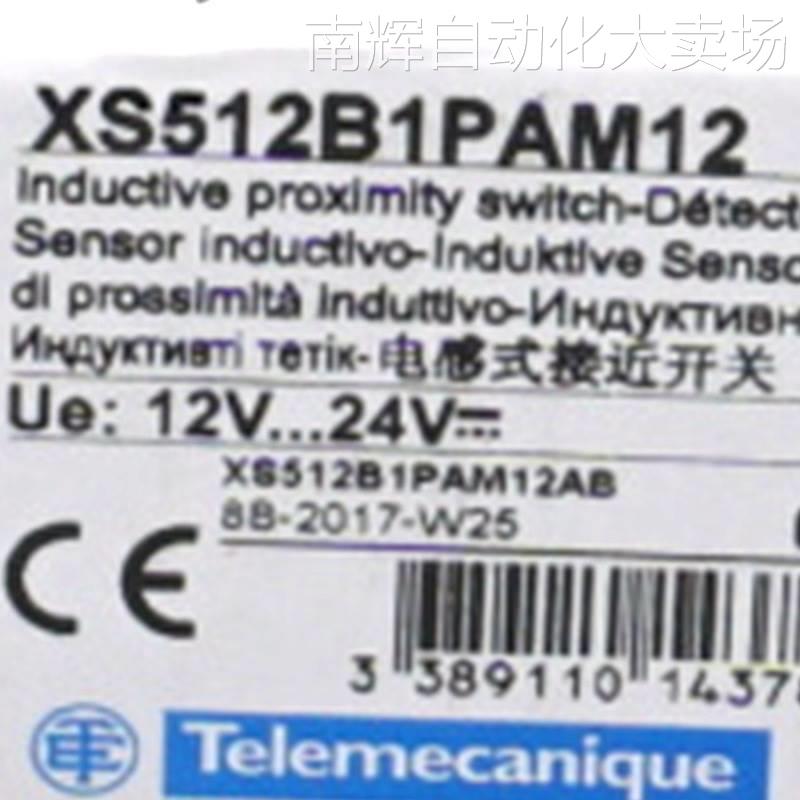 南辉自动化大卖场
XS512B1PAM12
Inductive proximity switch-Détect
Sensor inductivo-Induktive Senso
di prossimità induttivo-Индуктивн
Индуктивті тетік-电感式接近开关
Ue: 12V...24V⎓
XS512B1PAM12AB
8B-2017-W25
CE
3 389110 1437
Telemecanique